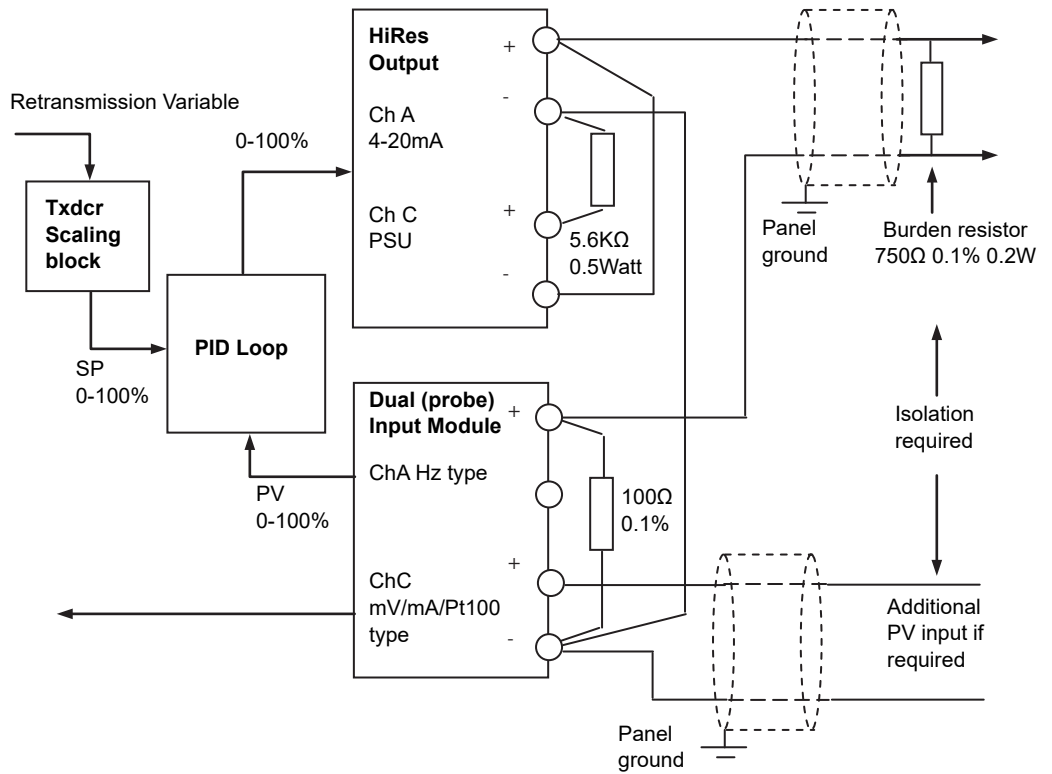 HiRes
Output
+
-
Ch A
4-20mA
Ch C
PSU
+
-
5.6KΩ
0.5Watt
Retransmission Variable
0-100%
Txdcr
Scaling
block
SP
0-100%
PID Loop
PV
0-100%
Dual (probe)
Input Module
+
ChA Hz type
100Ω
0.1%
+
ChC
mV/mA/Pt100
type
-
Panel
ground
Burden resistor
750Ω 0.1% 0.2W
Isolation
required
Additional
PV input if
required
Panel
ground